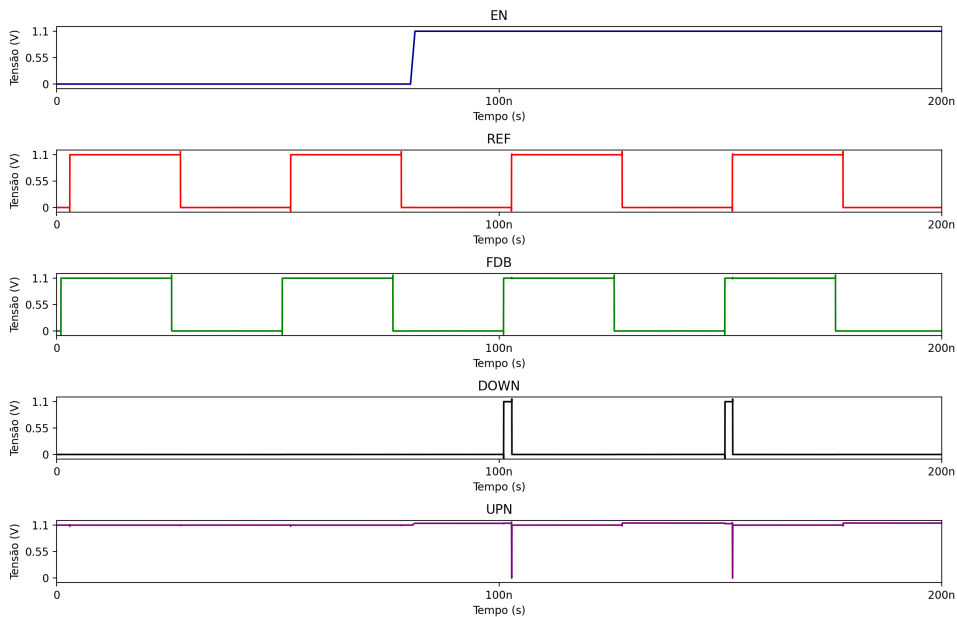 EN
Tensão (V)
1.1
0.55
0
0 100n 200n
Tempo (s)
REF
Tensão (V)
1.1
0.55
0
0 100n 200n
Tempo (s)
FDB
Tensão (V)
1.1
0.55
0
0 100n 200n
Tempo (s)
DOWN
Tensão (V)
1.1
0.55
0
0 100n 200n
Tempo (s)
UPN
Tensão (V)
1.1
0.55
0
0 100n 200n
Tempo (s)